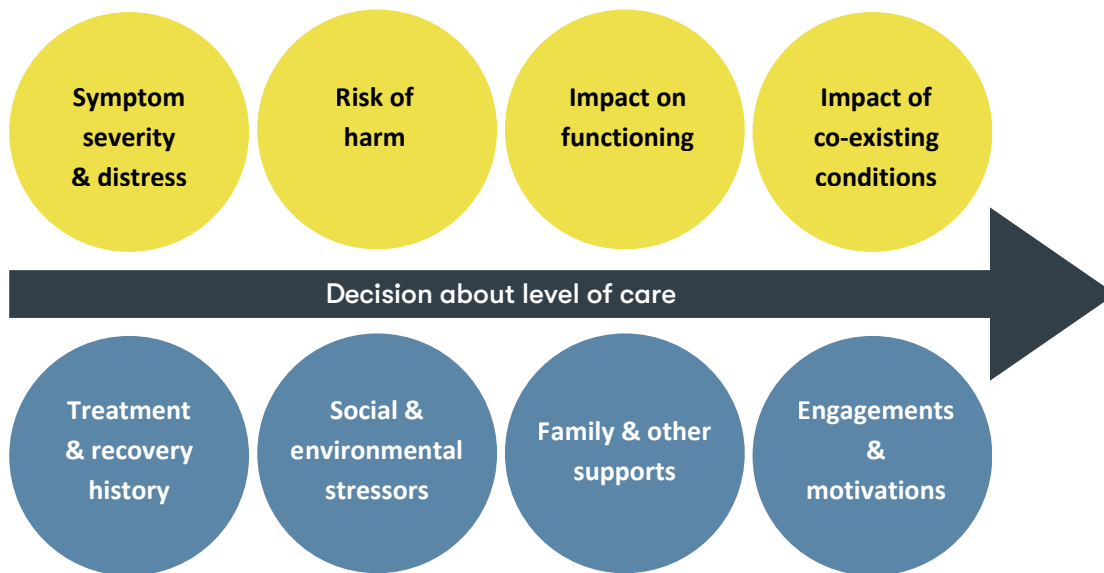 Symptom
severity
& distress
Risk of
harm
Impact on
functioning
Impact of
co-existing
conditions
Decision about level of care
Treatment
& recovery
history
Social &
environmental
stressors
Family & other
supports
Engagements
&
motivations